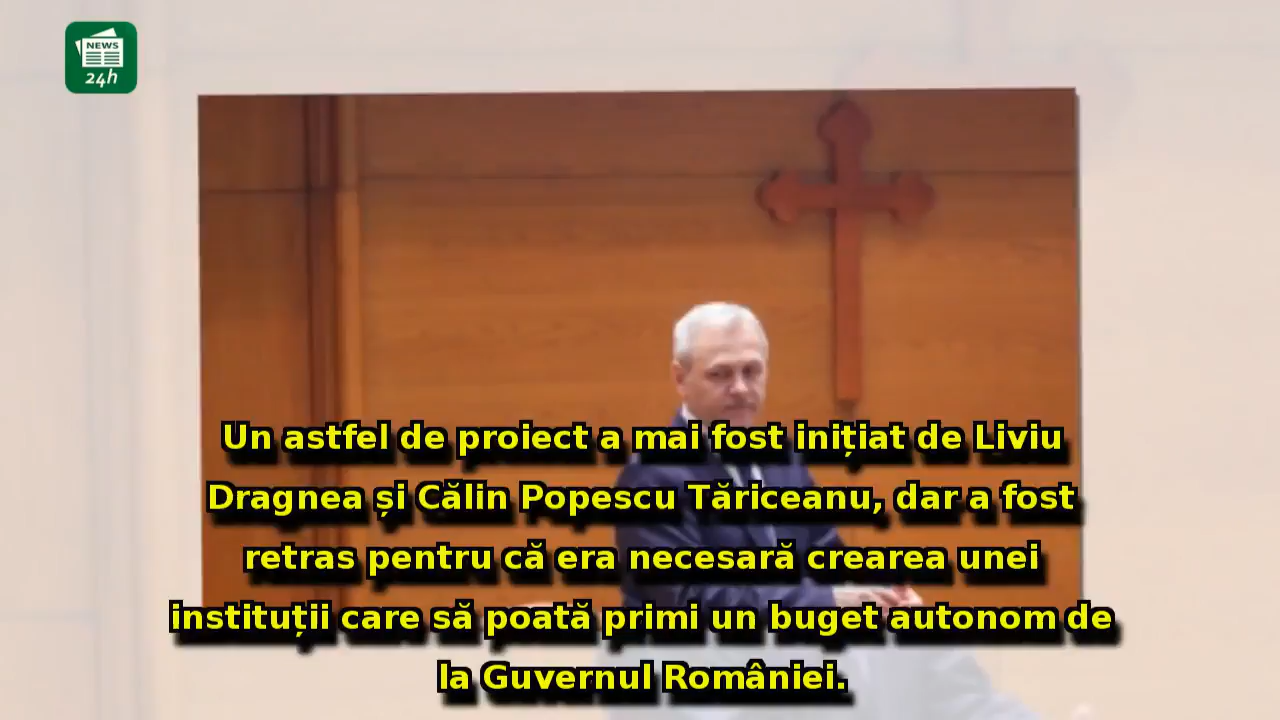 NEWS
24h
Un astfel de proiect a mai fost inițiat de Liviu
Dragnea și Călin Popescu Tăriceanu, dar a fost
retras pentru că era necesară crearea unei
instituții care să poată primi un buget autonom de
la Guvernul României.